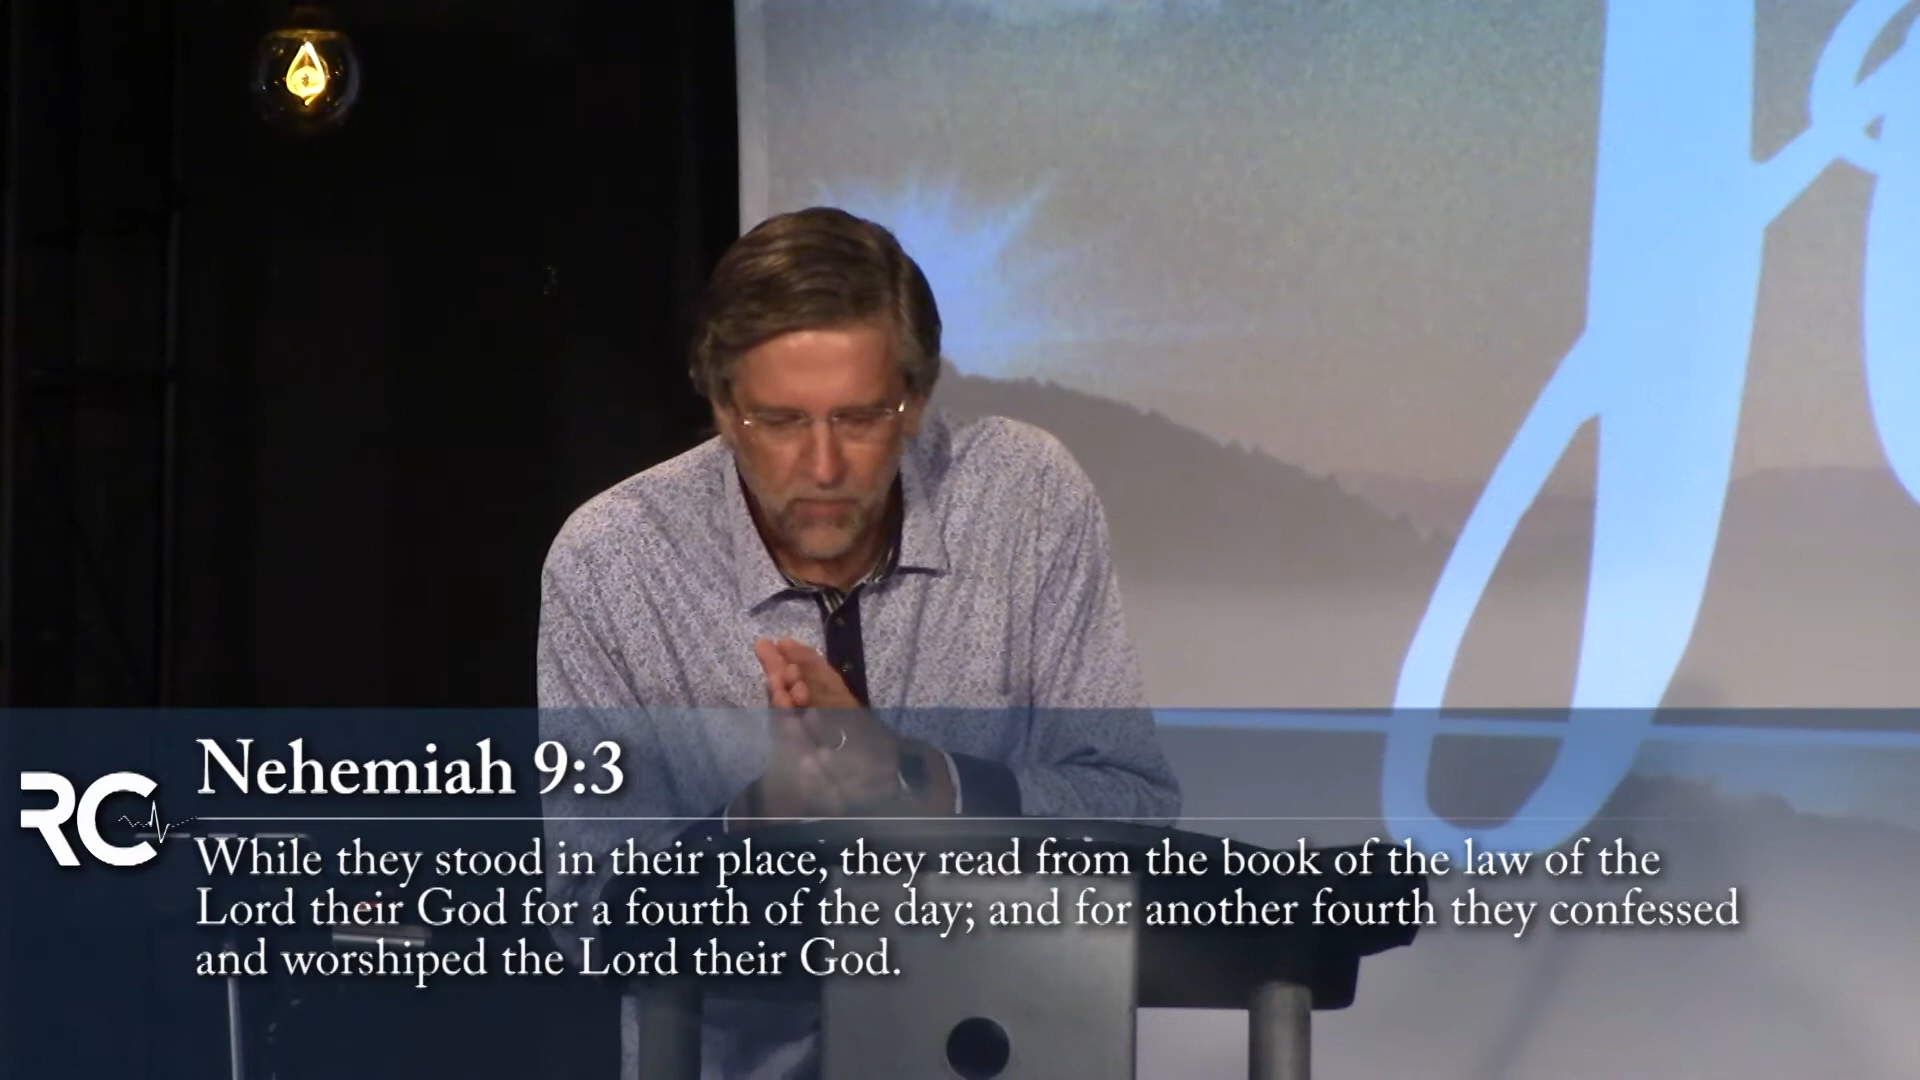 Nehemiah 9:3
RC
While they stood in their place, they read from the book of the law of the
Lord their God for a fourth of the day; and for another fourth they confessed
and worshiped the Lord their God.